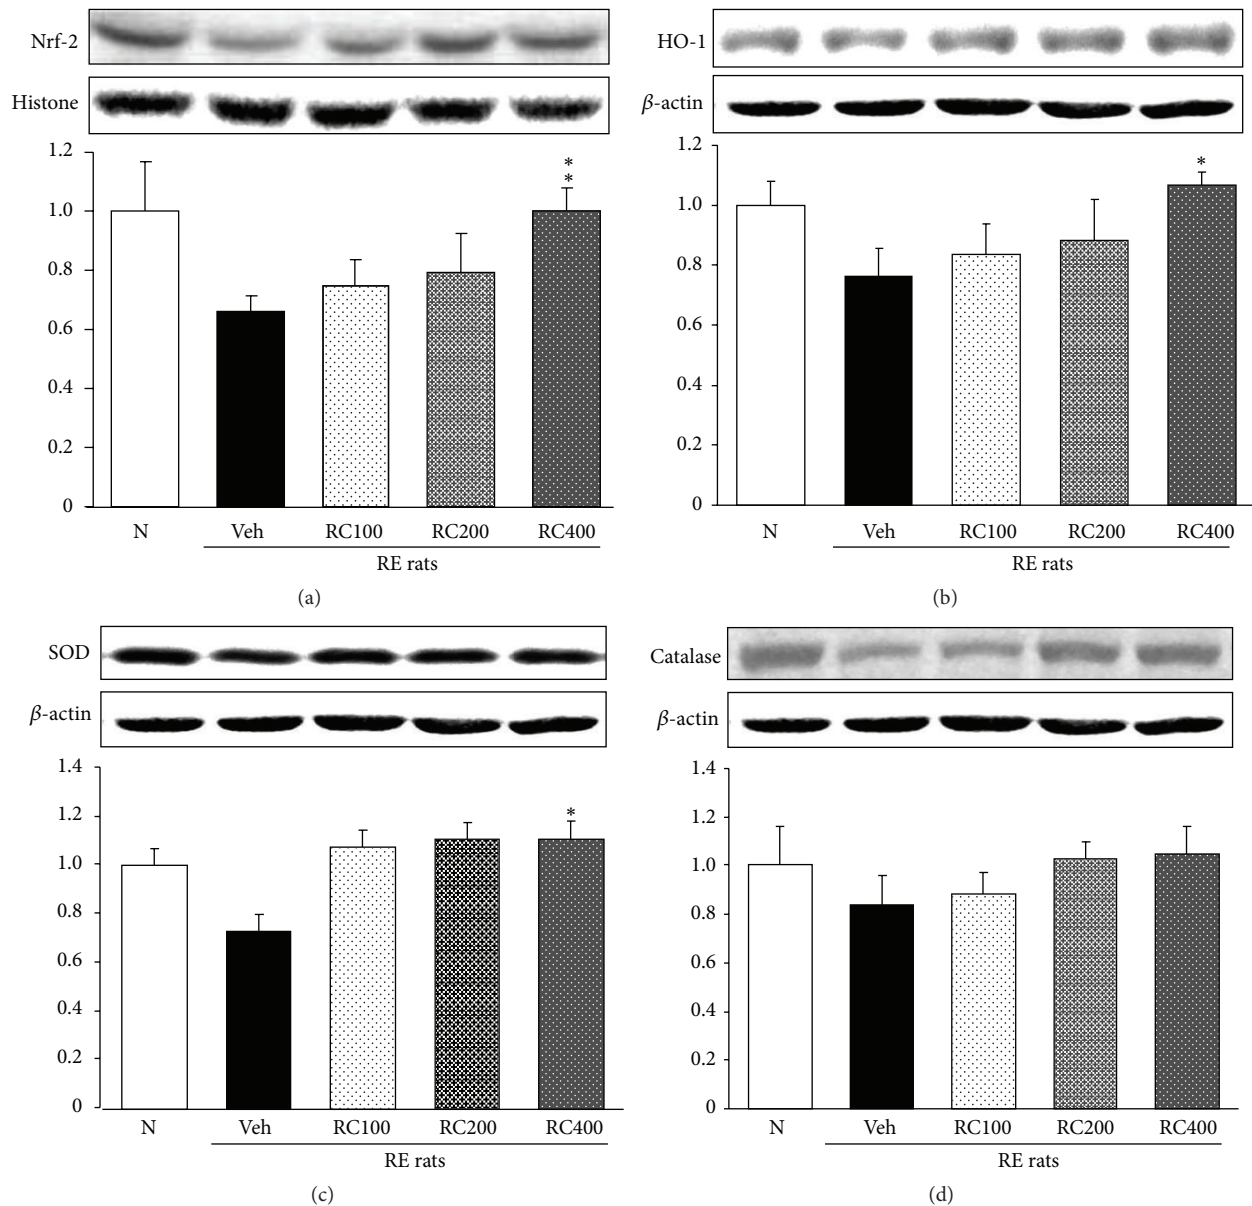 Nrf-2
Histone
1.2
1.0
0.8
0.6
0.4
0.2
0
*
*
N Veh RC100 RC200 RC400
RE rats
(a)
HO-1
β-actin
1.2
1.0
0.8
0.6
0.4
0.2
0
*
N Veh RC100 RC200 RC400
RE rats
(b)
SOD
β-actin
1.4
1.2
1.0
0.8
0.6
0.4
0.2
0
*
N Veh RC100 RC200 RC400
RE rats
(c)
Catalase
β-actin
1.4
1.2
1.0
0.8
0.6
0.4
0.2
0
N Veh RC100 RC200 RC400
RE rats
(d)